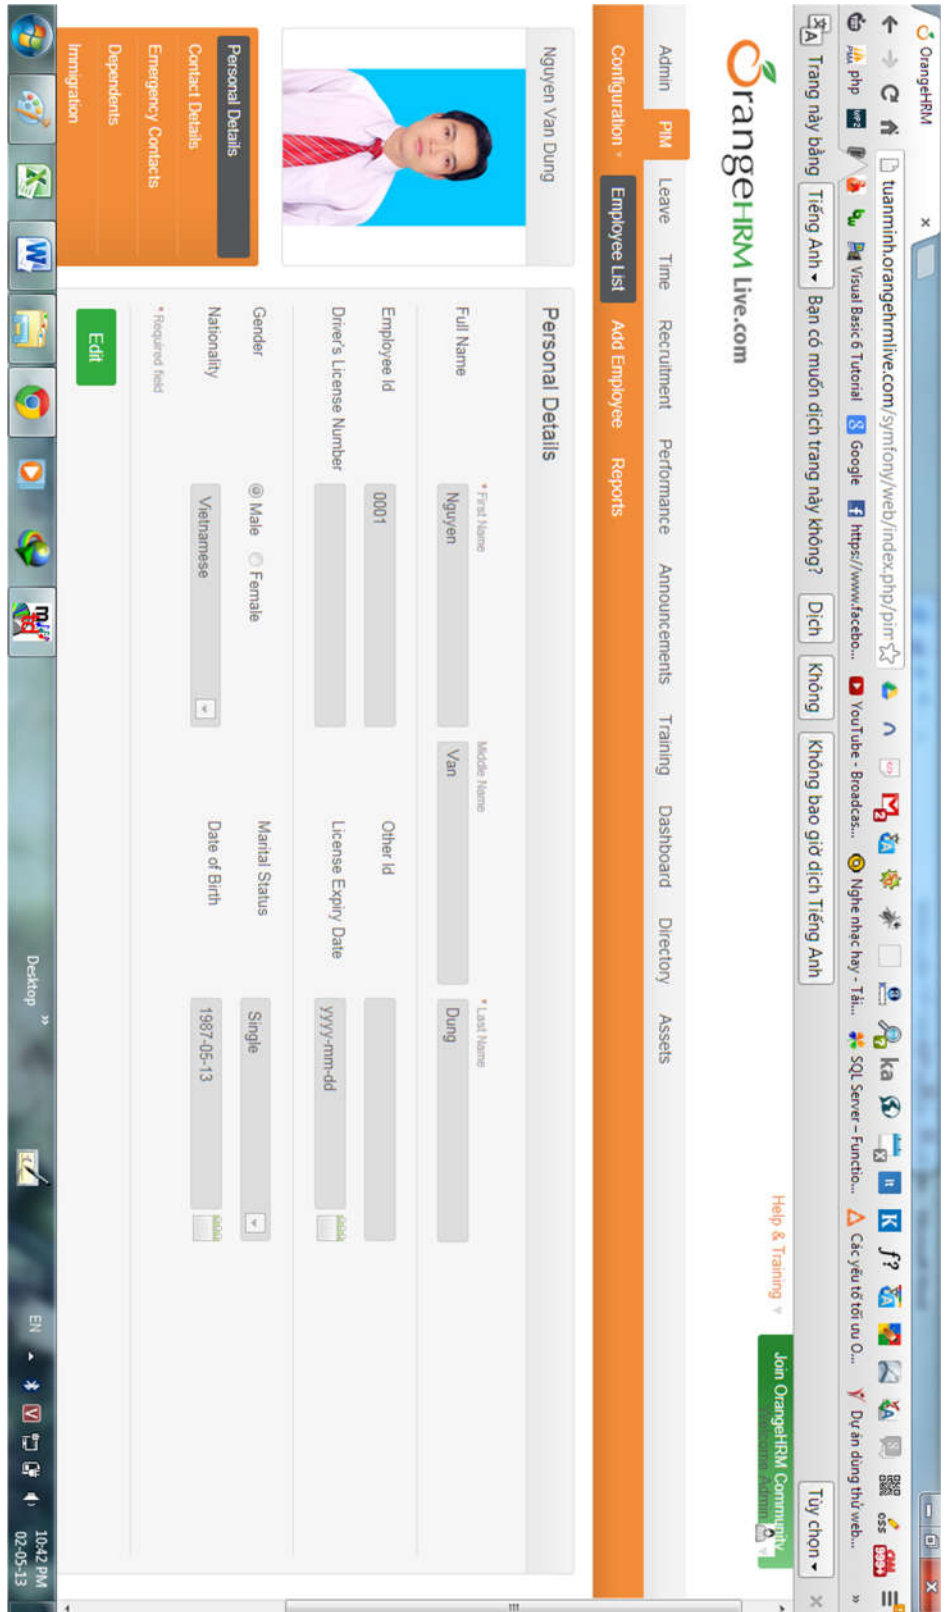 OrangeHRM
tuanminh.orangehrmlive.com/symfony/web/index.php/pim
php Visual Basic 6 Tutorial Google https://www.facebo... YouTube - Broadcas... Nghe nhạc hay - Tải... SQL Server – Functio... Các yếu tố tối ưu O... Dự án dùng thử web... »
Trang này bằng Tiếng Anh Bạn có muốn dịch trang này không? Dịch Không Không bao giờ dịch Tiếng Anh Tùy chọn
OrangeHRM Live.com
Help & Training
Join OrangeHRM Community
Welcome Admin
Admin PIM Leave Time Recruitment Performance Announcements Training Dashboard Directory Assets
Configuration Employee List Add Employee Reports
Nguyen Van Dung
Personal Details
Contact Details
Emergency Contacts
Dependents
Immigration
Personal Details
* First Name Middle Name * Last Name
Full Name Nguyen Van Dung
Employee Id 0001 Other Id
Driver's License Number License Expiry Date yyyy-mm-dd
Gender Male Female Marital Status Single
Nationality Vietnamese Date of Birth 1987-05-13
* Required field
Edit
Desktop » EN 10:42 PM
02-05-13